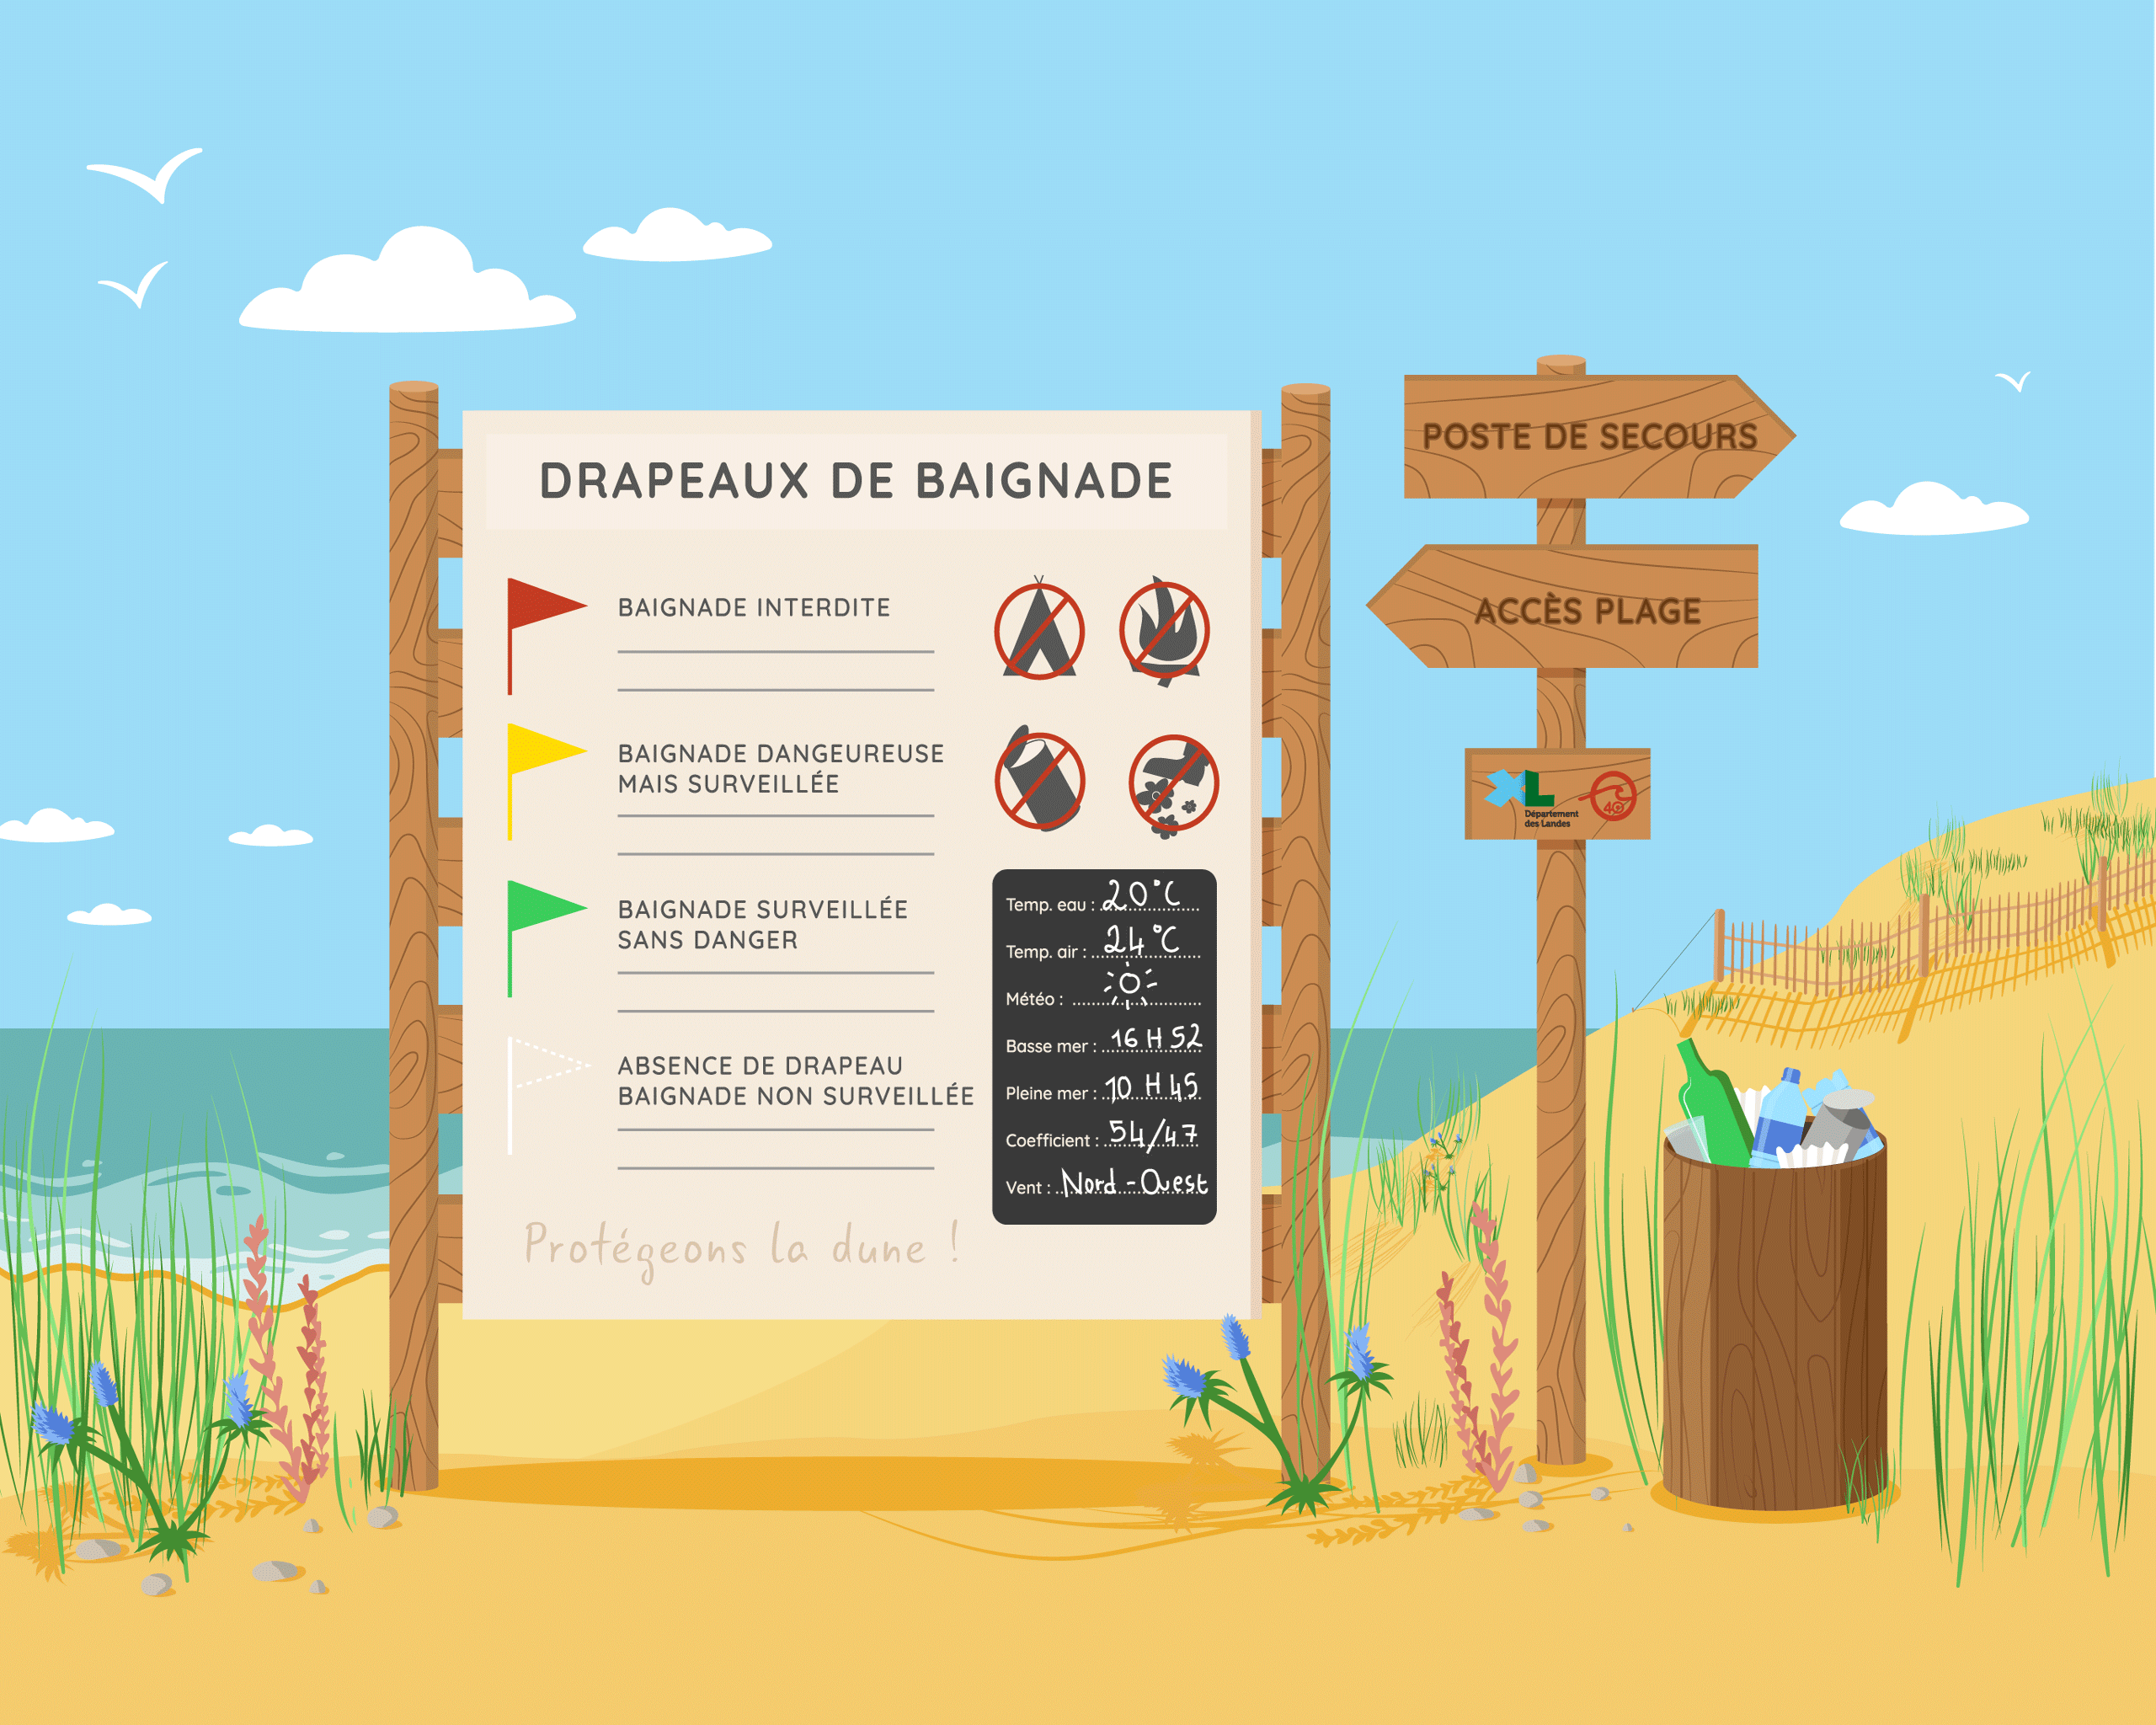 DRAPEAUX DE BAIGNADE
BAIGNADE INTERDITE
BAIGNADE DANGEUREUSE
MAIS SURVEILLÉE
BAIGNADE SURVEILLÉE
SANS DANGER
ABSENCE DE DRAPEAU
BAIGNADE NON SURVEILLÉE
Protégeons la dune !
Temp. eau : 20°C
Temp. air : 24°C
Météo :
Basse mer : 16 H 52
Pleine mer : 10 H 45
Coefficient : 54/47
Vent : Nord - Ouest
POSTE DE SECOURS
ACCÈS PLAGE
XL
Département
des Landes
40